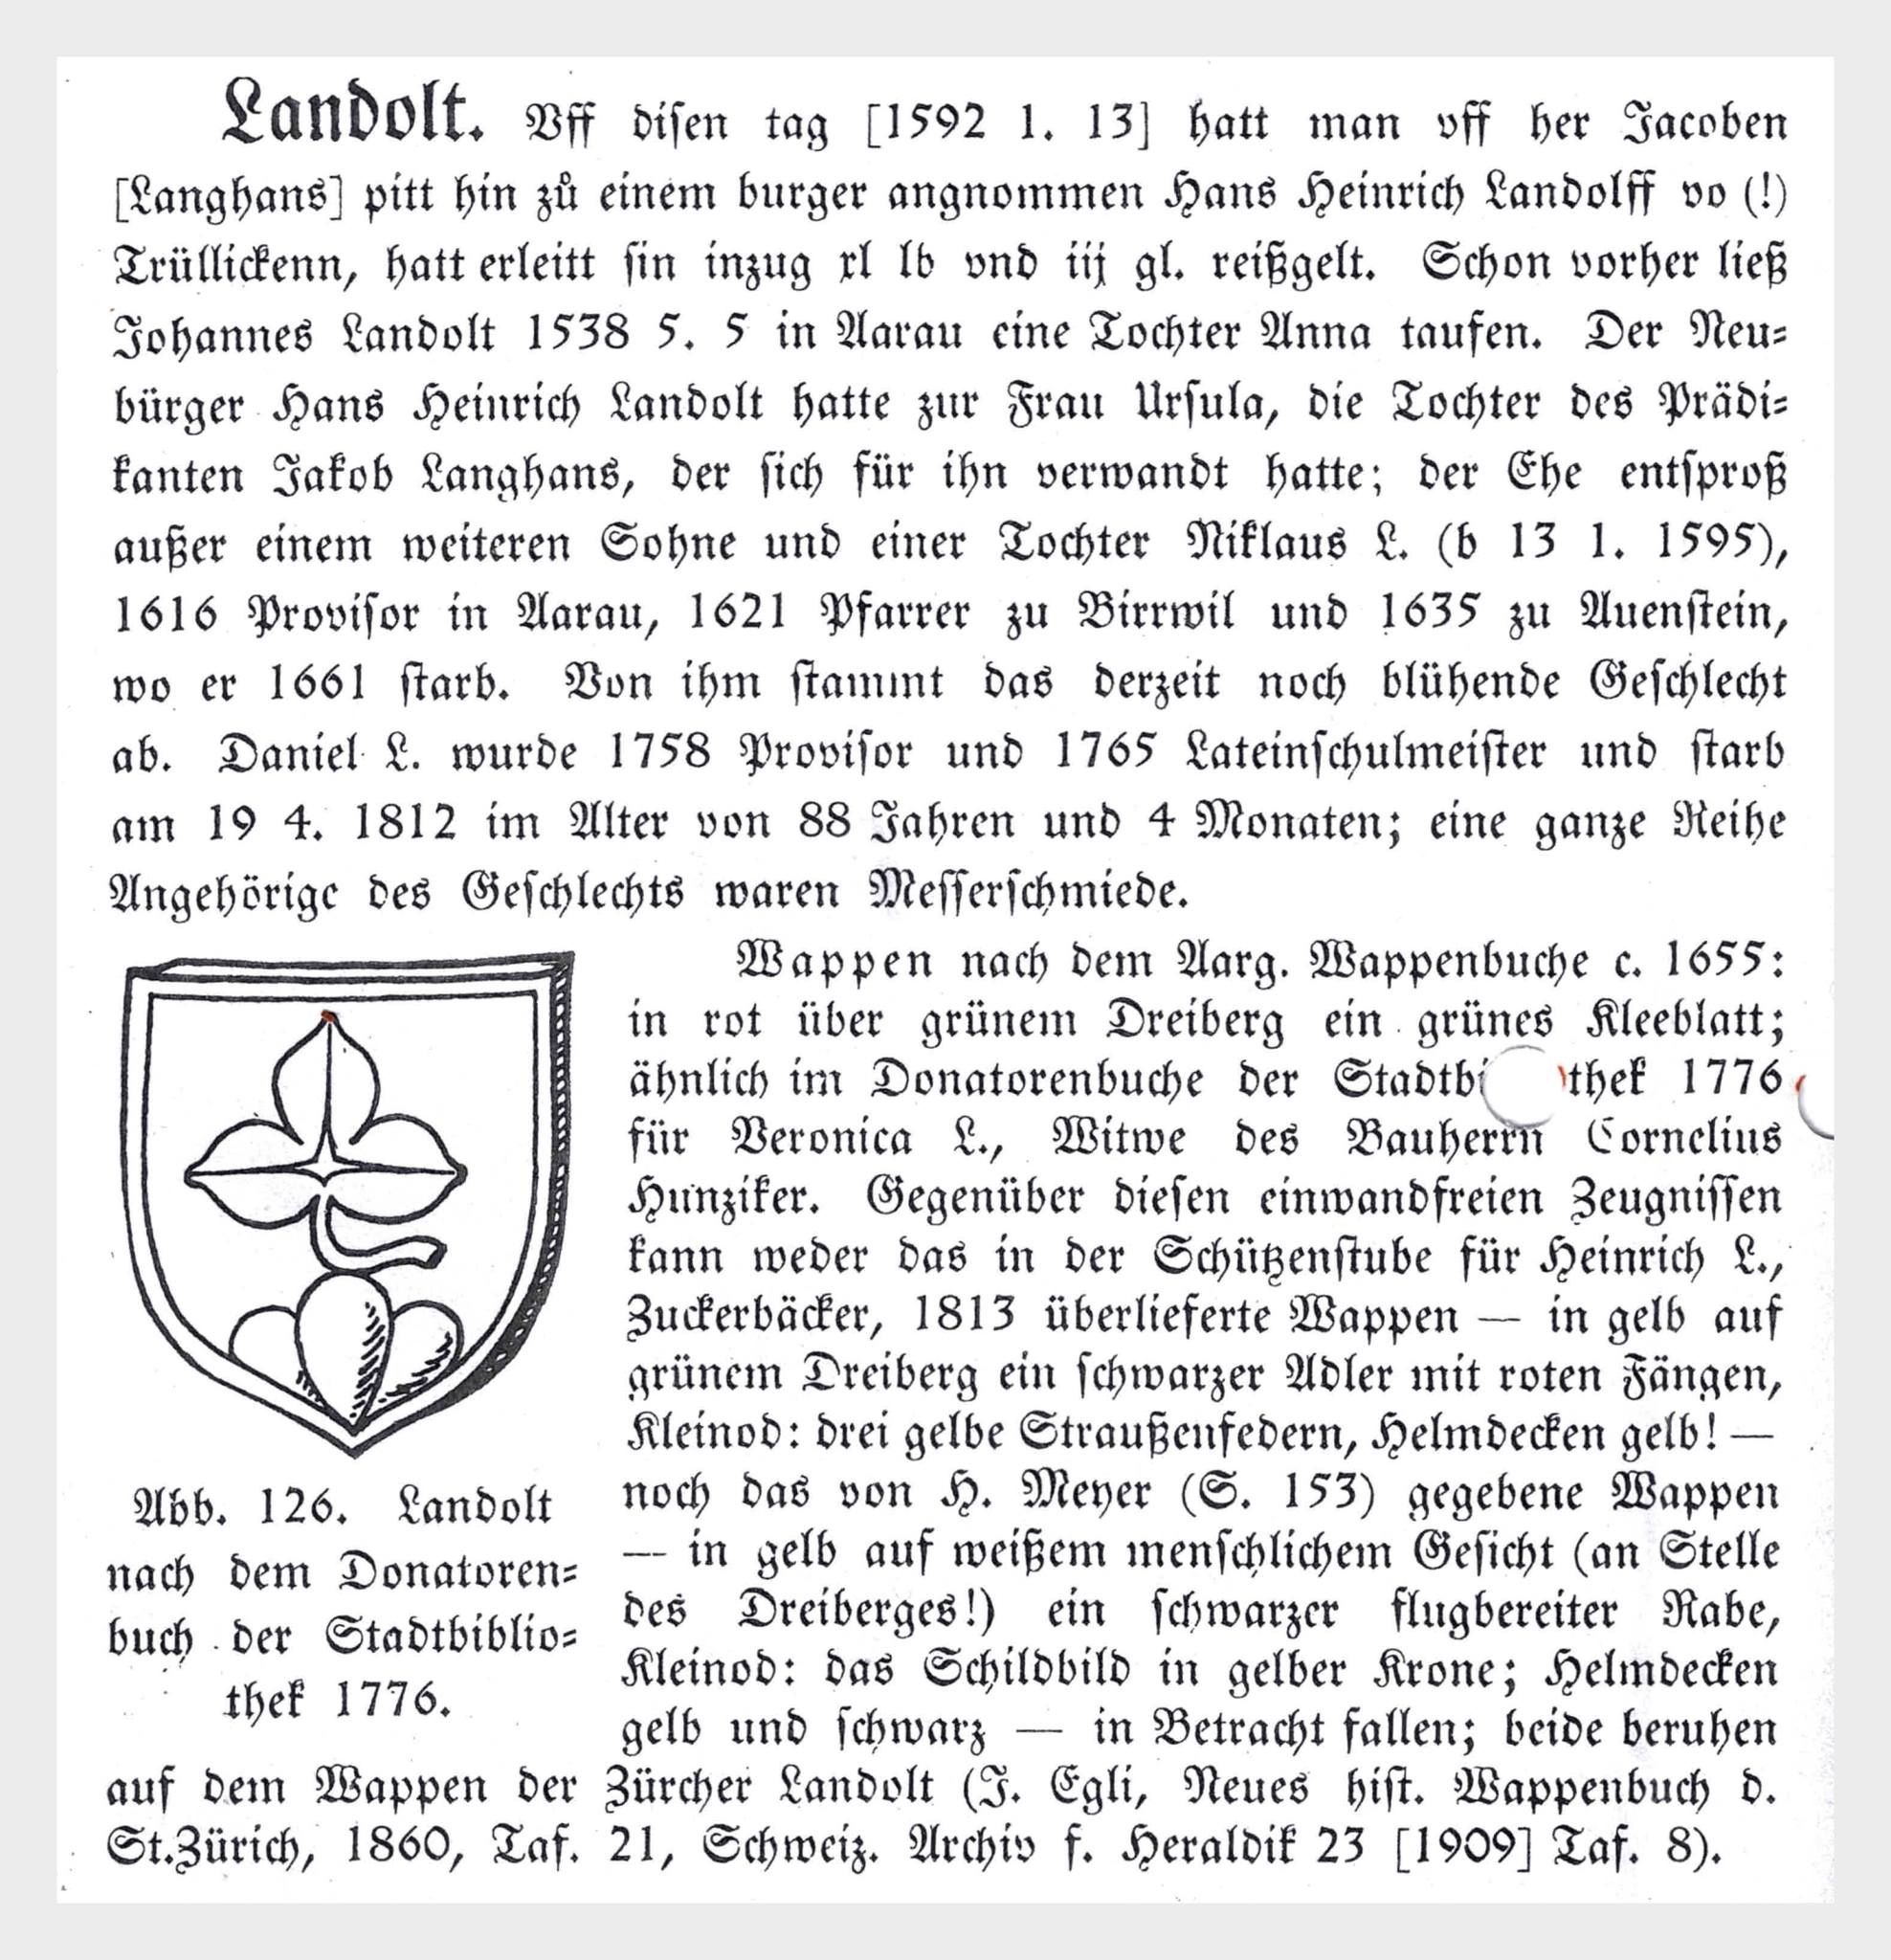 Landolt. Vff disen tag [1592 1. 13] hatt man vff her Jacoben
[Langhans] pitt hin zů einem burger angnommen Hans Heinrich Landolff vo (!)
Trüllickenn, hatt erleitt sin inzug xl lb vnd iij gl. reißgelt. Schon vorher ließ
Johannes Landolt 1538 5. 5 in Aarau eine Tochter Anna taufen. Der Neu=
bürger Hans Heinrich Landolt hatte zur Frau Ursula, die Tochter des Prädi=
kanten Jakob Langhans, der sich für ihn verwandt hatte; der Ehe entsproß
außer einem weiteren Sohne und einer Tochter Niklaus L. (b 13 1. 1595),
1616 Provisor in Aarau, 1621 Pfarrer zu Birrwil und 1635 zu Auenstein,
wo er 1661 starb. Von ihm stammt das derzeit noch blühende Geschlecht
ab. Daniel L. wurde 1758 Provisor und 1765 Lateinschulmeister und starb
am 19 4. 1812 im Alter von 88 Jahren und 4 Monaten; eine ganze Reihe
Angehörige des Geschlechts waren Messerschmiede.
Wappen nach dem Aarg. Wappenbuche c. 1655:
in rot über grünem Dreiberg ein grünes Kleeblatt;
ähnlich im Donatorenbuche der Stadtbi thek 1776
für Veronica L., Witwe des Bauherrn Cornelius
Hunziker. Gegenüber diesen einwandfreien Zeugnissen
kann weder das in der Schützenstube für Heinrich L.,
Zuckerbäcker, 1813 überlieferte Wappen — in gelb auf
grünem Dreiberg ein schwarzer Adler mit roten Fängen,
Kleinod: drei gelbe Straußenfedern, Helmdecken gelb! —
noch das von H. Meyer (S. 153) gegebene Wappen
— in gelb auf weißem menschlichem Gesicht (an Stelle
des Dreiberges!) ein schwarzer flugbereiter Rabe,
Kleinod: das Schildbild in gelber Krone; Helmdecken
gelb und schwarz — in Betracht fallen; beide beruhen
auf dem Wappen der Zürcher Landolt (J. Egli, Neues hist. Wappenbuch d.
St.Zürich, 1860, Taf. 21, Schweiz. Archiv f. Heraldik 23 [1909] Taf. 8).
Abb. 126. Landolt
nach dem Donatoren=
buch der Stadtbiblio=
thek 1776.